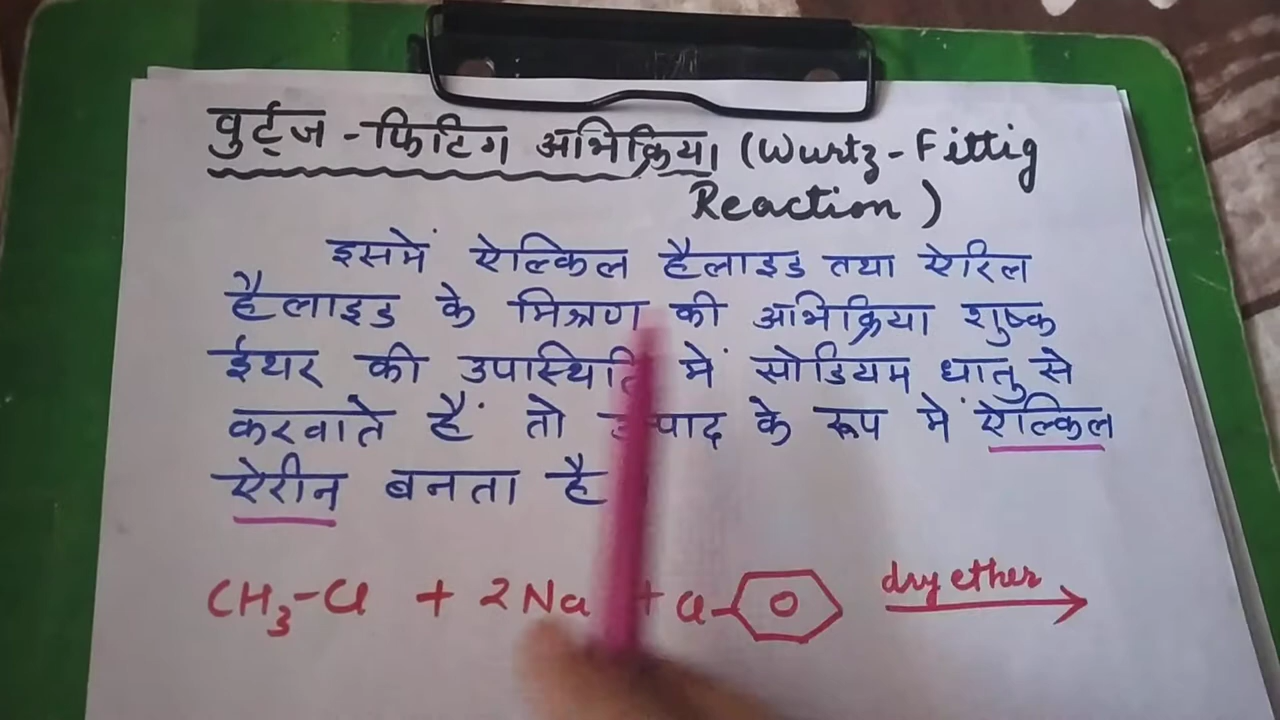 वुर्ट्ज - फिटिग अभिक्रिया (Wurtz - Fittig
Reaction )
इसमें ऐल्किल हैलाइड तथा ऐरिल
हैलाइड के मिश्रण की अभिक्रिया शुष्क
ईथर की उपस्थिति में सोडियम धातु से
करवाते हैं तो उत्पाद के रूप में ऐल्किल
ऐरीन बनता है
dry ether
CH3-Cl + 2Na + Cl-